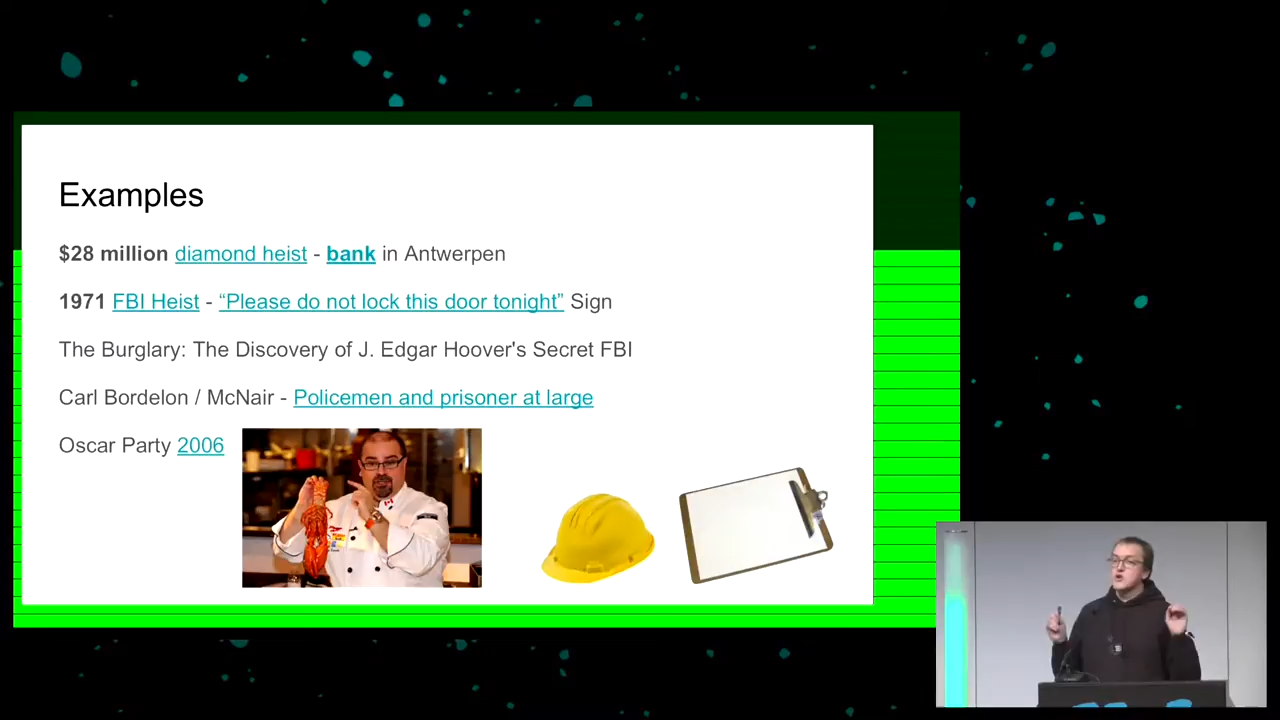 Examples
$28 million diamond heist - bank in Antwerpen
1971 FBI Heist - “Please do not lock this door tonight” Sign
The Burglary: The Discovery of J. Edgar Hoover's Secret FBI
Carl Bordelon / McNair - Policemen and prisoner at large
Oscar Party 2006